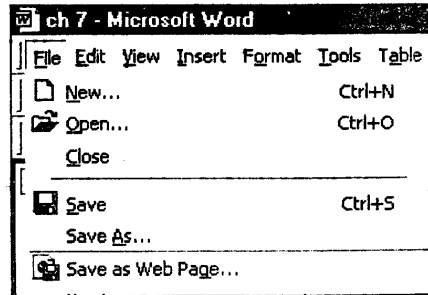 ch 7 - Microsoft Word
File Edit View Insert Format Tools Table
New... Ctrl+N
Open... Ctrl+O
Close
Save Ctrl+S
Save As...
Save as Web Page...